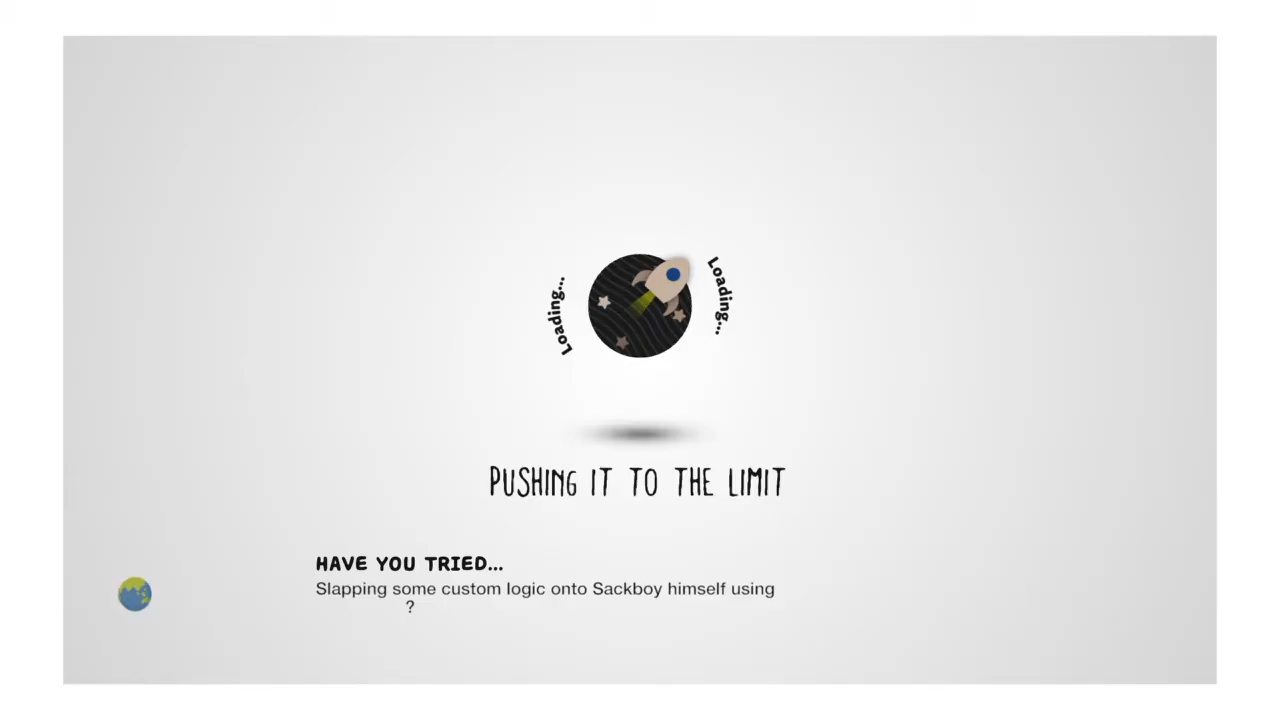 Loading...
Loading...
PUSHING IT TO THE LIMIT
HAVE YOU TRIED...
Slapping some custom logic onto Sackboy himself using
?